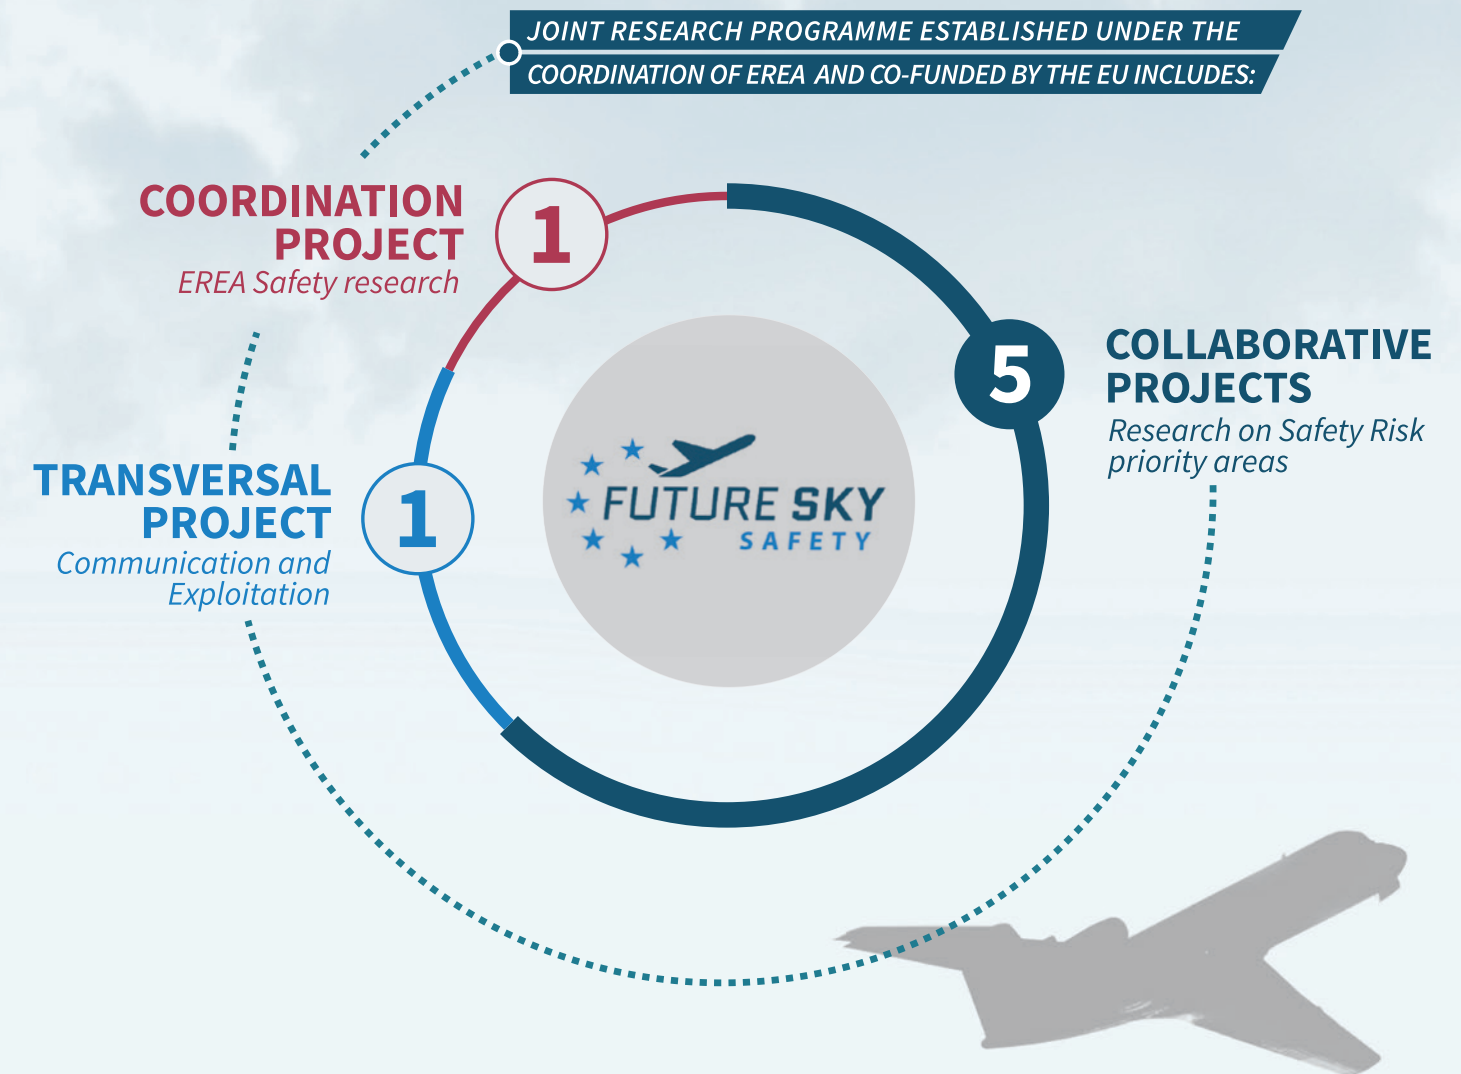 JOINT RESEARCH PROGRAMME ESTABLISHED UNDER THE
COORDINATION OF EREA AND CO-FUNDED BY THE EU INCLUDES:
COORDINATION
PROJECT
EREA Safety research
1
5
COLLABORATIVE
PROJECTS
Research on Safety Risk
priority areas
TRANSVERSAL
PROJECT
Communication and
Exploitation
1
FUTURE SKY
SAFETY